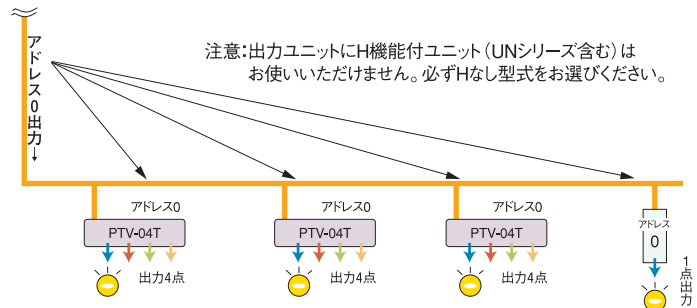 アドレス0出力→
注意:出力ユニットにH機能付ユニット(UNシリーズ含む)は
お使いいただけません。必ずHなし型式をお選びください。
アドレス0
PTV-04T
出力4点
アドレス0
PTV-04T
出力4点
アドレス0
PTV-04T
出力4点
アドレス
0
1点出力